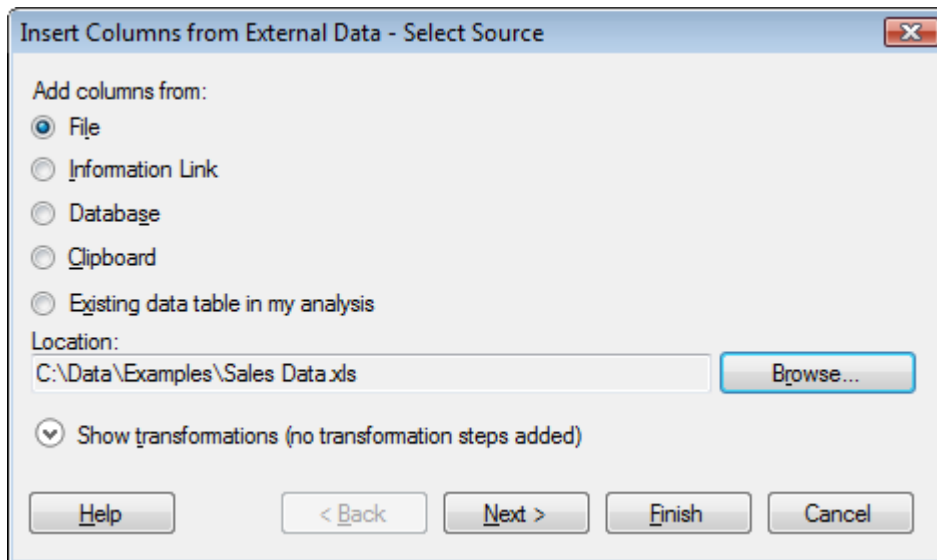 Insert Columns from External Data - Select Source
Add columns from:
File
Information Link
Database
Clipboard
Existing data table in my analysis
Location:
C:\Data\Examples\Sales Data.xls
Browse...
Show transformations (no transformation steps added)
Help
< Back
Next >
Finish
Cancel